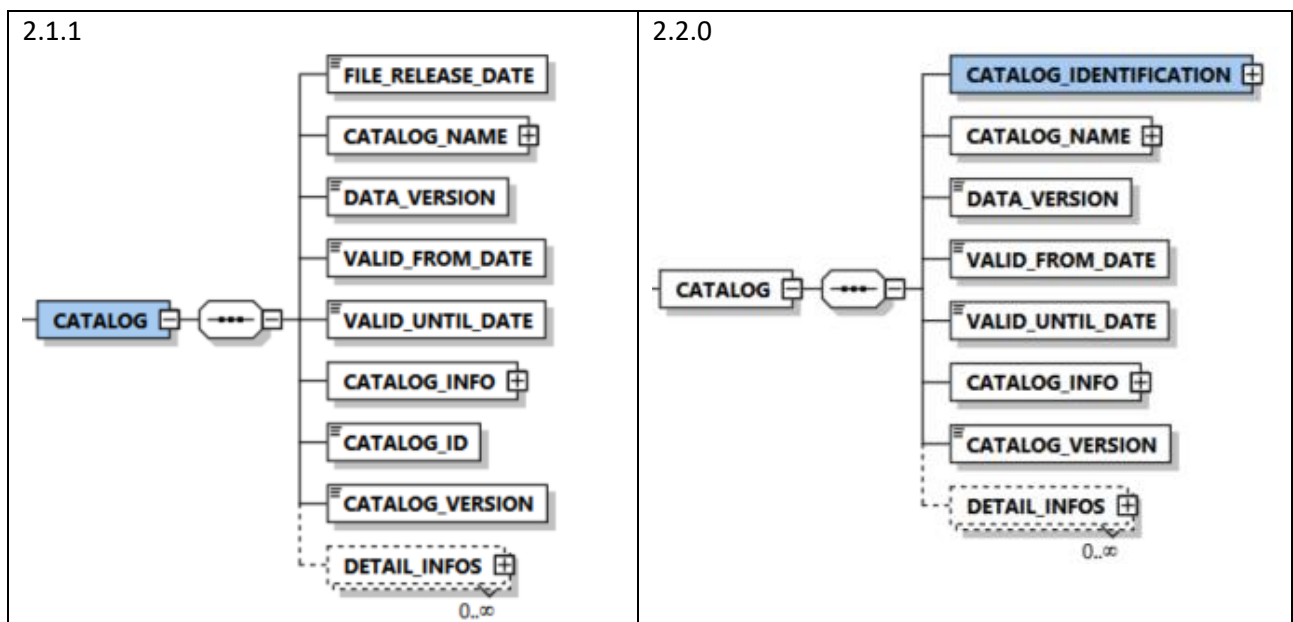 2.1.1
FILE_RELEASE_DATE
CATALOG_NAME
DATA_VERSION
VALID_FROM_DATE
CATALOG
VALID_UNTIL_DATE
CATALOG_INFO
CATALOG_ID
CATALOG_VERSION
DETAIL_INFOS
0..∞
2.2.0
CATALOG_IDENTIFICATION
CATALOG_NAME
DATA_VERSION
VALID_FROM_DATE
CATALOG
VALID_UNTIL_DATE
CATALOG_INFO
CATALOG_VERSION
DETAIL_INFOS
0..∞